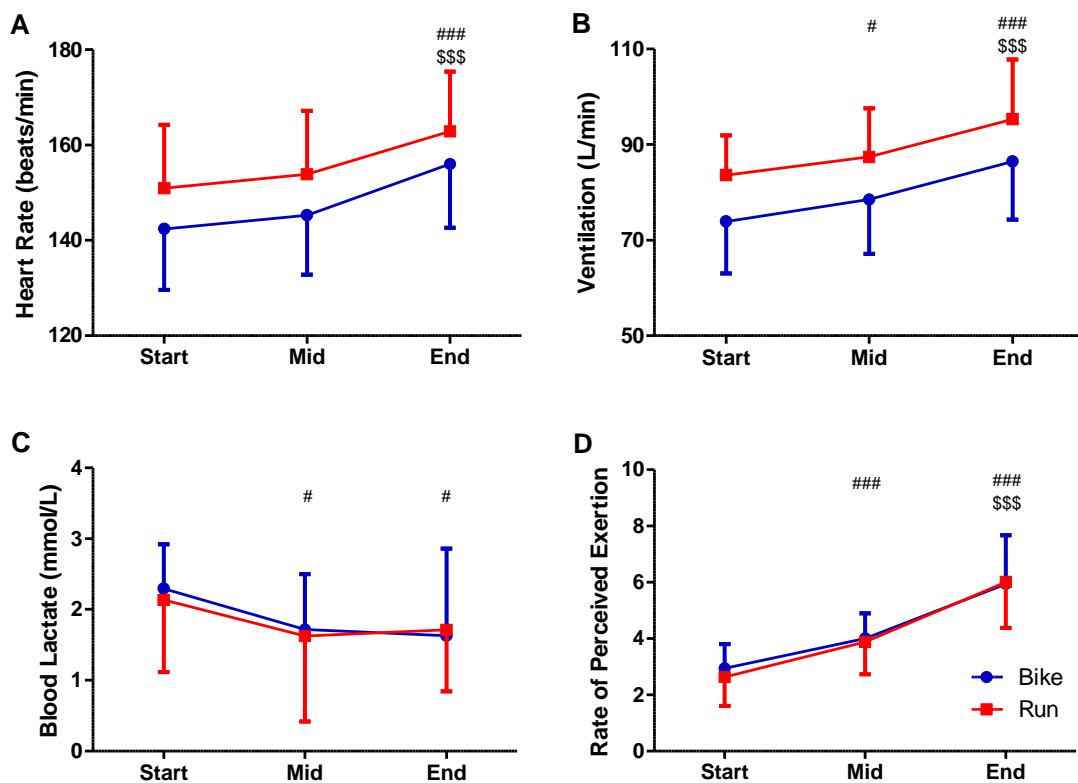 A
Heart Rate (beats/min)
180
160
140
120
###
$$$
Start Mid End
B
Ventilation (L/min)
110
90
70
50
#
###
$$$
Start Mid End
C
Blood Lactate (mmol/L)
4
3
2
1
0
#
#
Start Mid End
D
Rate of Perceived Exertion
10
8
6
4
2
0
###
###
$$$
Bike
Run
Start Mid End